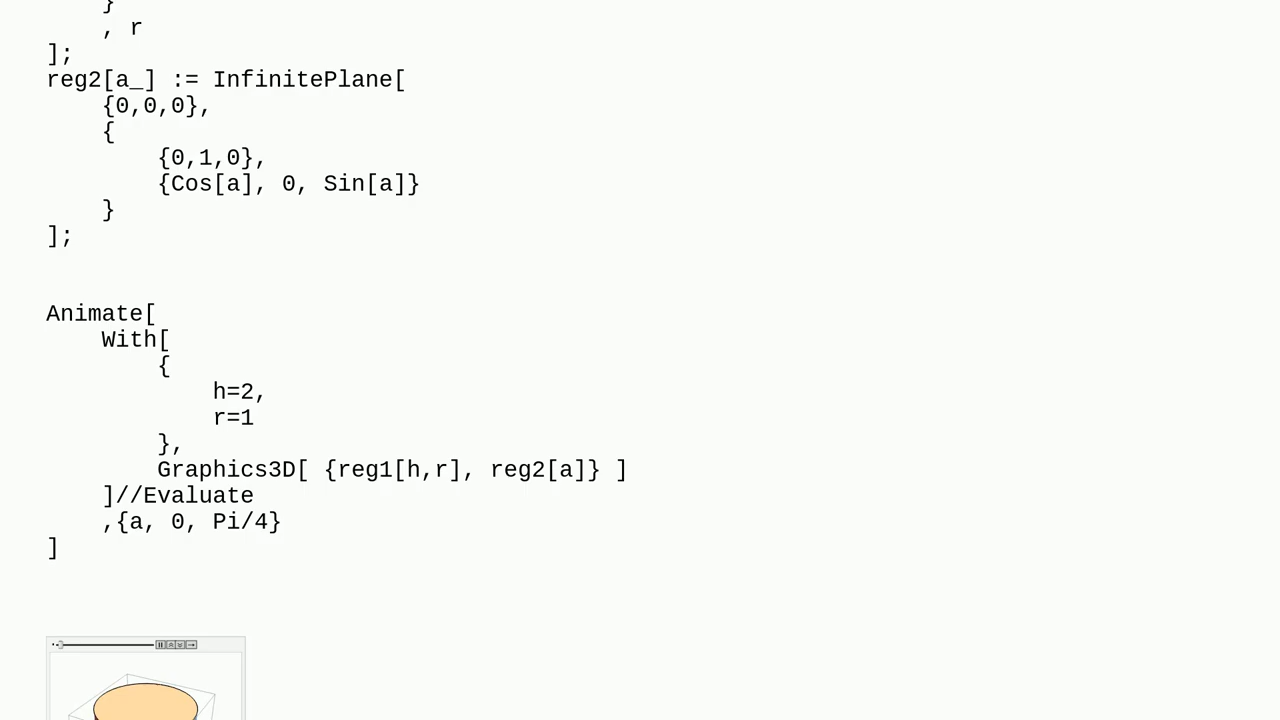 }
, r
];
reg2[a_] := InfinitePlane[
{0,0,0},
{
{0,1,0},
{Cos[a], 0, Sin[a]}
}
];
Animate[
With[
{
h=2,
r=1
},
Graphics3D[ {reg1[h,r], reg2[a]} ]
]//Evaluate
,{a, 0, Pi/4}
]